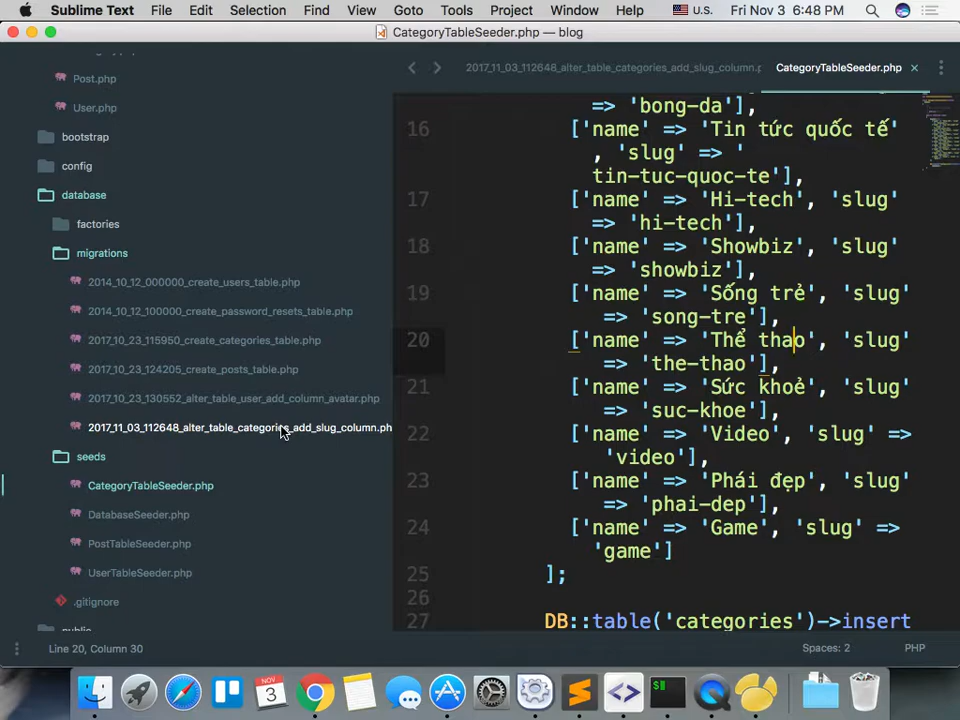 Sublime Text File Edit Selection Find View Goto Tools Project Window Help U.S. Fri Nov 3 6:48 PM
CategoryTableSeeder.php — blog
2017_11_03_112648_alter_table_categories_add_slug_column.p CategoryTableSeeder.php ×
Post.php
User.php
bootstrap
config
database
factories
migrations
2014_10_12_000000_create_users_table.php
2014_10_12_100000_create_password_resets_table.php
2017_10_23_115950_create_categories_table.php
2017_10_23_124205_create_posts_table.php
2017_10_23_130552_alter_table_user_add_column_avatar.php
2017_11_03_112648_alter_table_categories_add_slug_column.ph
seeds
CategoryTableSeeder.php
DatabaseSeeder.php
PostTableSeeder.php
UserTableSeeder.php
.gitignore
public
=> 'bong-da'],
16 ['name' => 'Tin tức quốc tế'
, 'slug' => '
tin-tuc-quoc-te'],
17 ['name' => 'Hi-tech', 'slug'
=> 'hi-tech'],
18 ['name' => 'Showbiz', 'slug'
=> 'showbiz'],
19 ['name' => 'Sống trẻ', 'slug'
=> 'song-tre'],
20 ['name' => 'Thể thao', 'slug'
=> 'the-thao'],
21 ['name' => 'Sức khoẻ', 'slug'
=> 'suc-khoe'],
22 ['name' => 'Video', 'slug' =>
'video'],
23 ['name' => 'Phái đẹp', 'slug'
=> 'phai-dep'],
24 ['name' => 'Game', 'slug' =>
'game']
25 ];
26
27 DB::table('categories')->insert
Line 20, Column 30 Spaces: 2 PHP
NOV
3